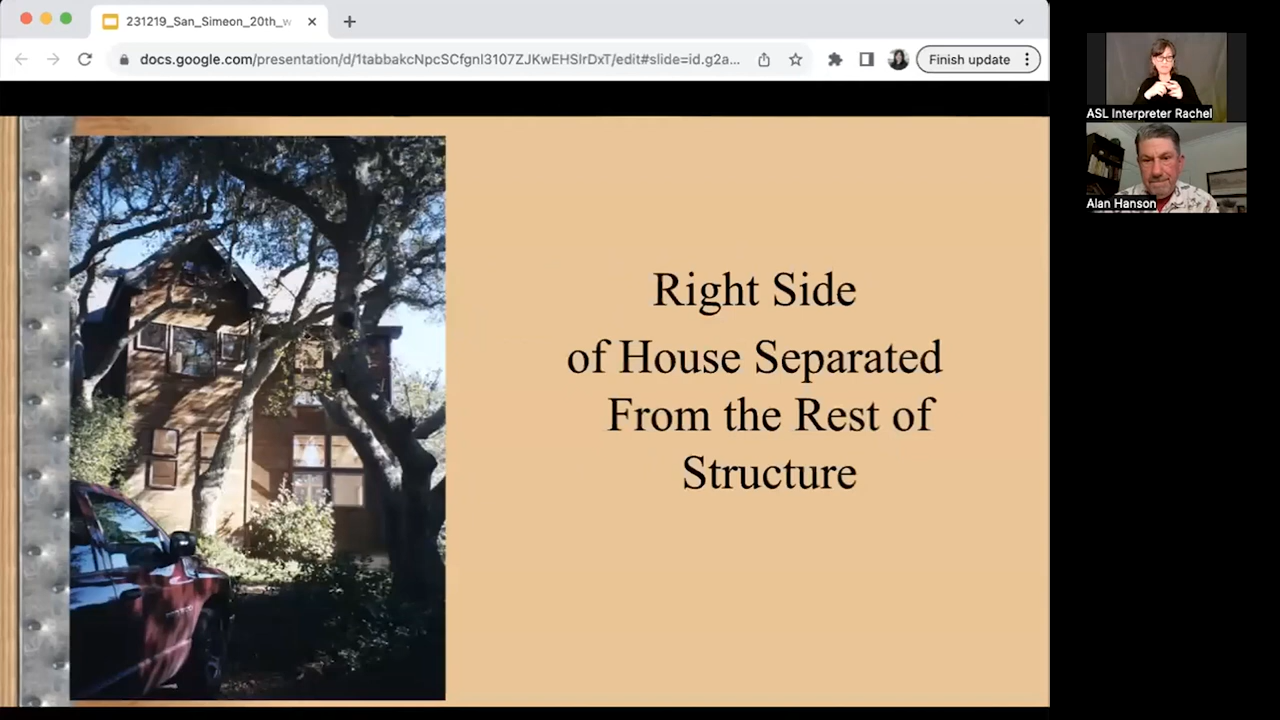 231219_San_Simeon_20th_w
docs.google.com/presentation/d/1tabbakcNpcSCfgnI3107ZJKwEHSIrDxT/edit#slide=id.g2a...
Finish update
ASL Interpreter Rachel
Alan Hanson
Right Side
of House Separated
From the Rest of
Structure